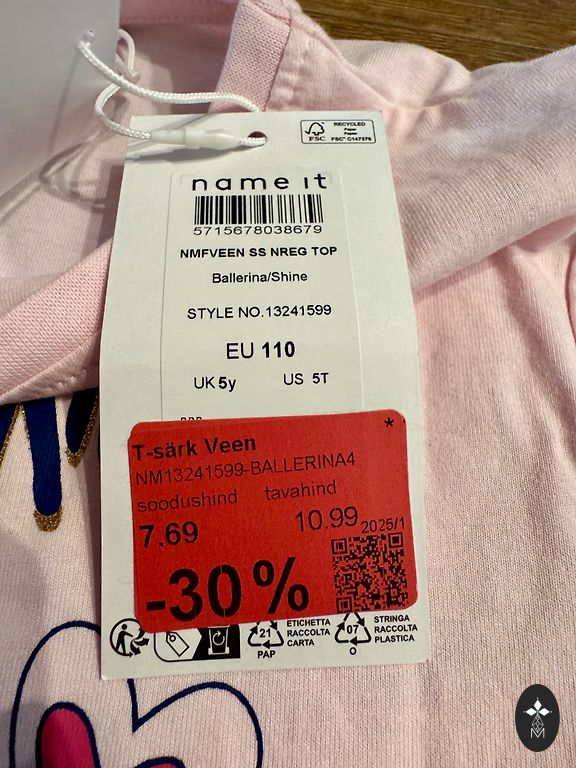 FSC
RECYCLED
Paper
Papier
FSC® C147376
name it
5715678038679
NMFVEEN SS NREG TOP
Ballerina/Shine
STYLE NO.13241599
EU 110
UK 5y US 5T
*
T-särk Veen
NM13241599-BALLERINA4
soodushind tavahind
7.69 10.99 2025/1
-30%
21
PAP
ETICHETTA
RACCOLTA
CARTA
07
O
STRINGA
RACCOLTA
PLASTICA
M